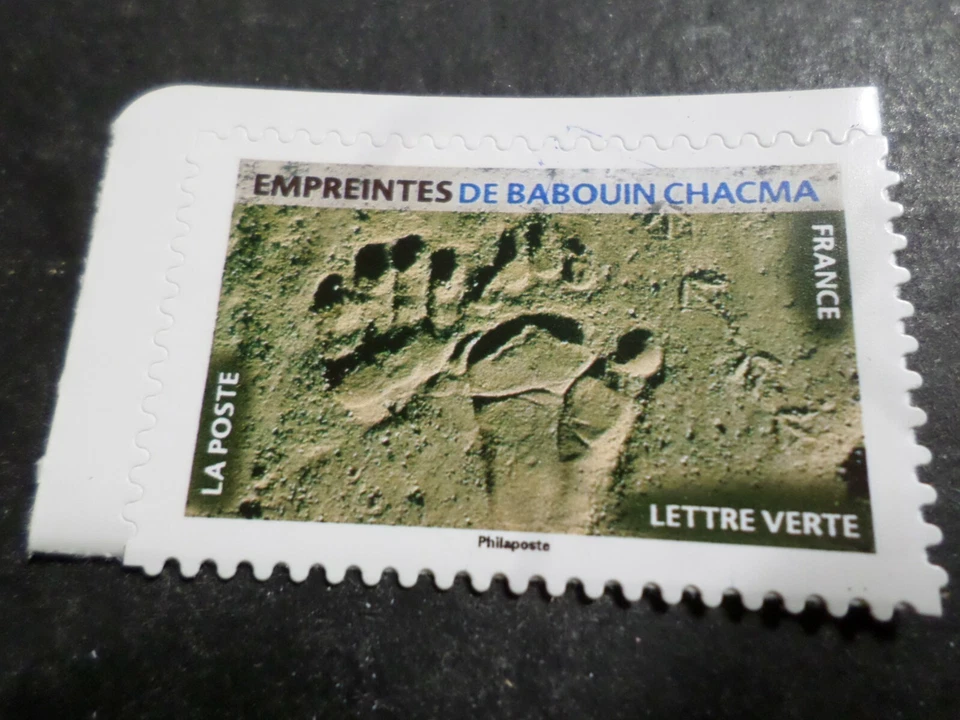 EMPREINTES DE BABOUIN CHACMA
FRANCE
LA POSTE
LETTRE VERTE
Philaposte